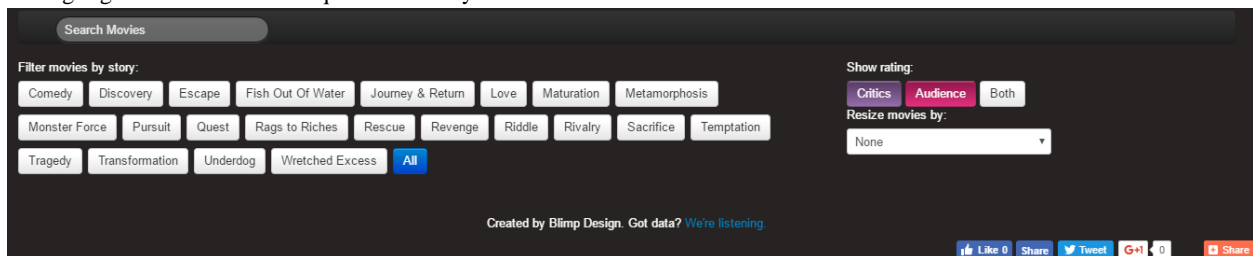 Search Movies
Filter movies by story:
Comedy Discovery Escape Fish Out Of Water Journey & Return Love Maturation Metamorphosis
Monster Force Pursuit Quest Rags to Riches Rescue Revenge Riddle Rivalry Sacrifice Temptation
Tragedy Transformation Underdog Wretched Excess All
Show rating:
Critics Audience Both
Resize movies by:
None
Created by Blimp Design. Got data? We're listening.
Like 0 Share Tweet G+1 0 Share